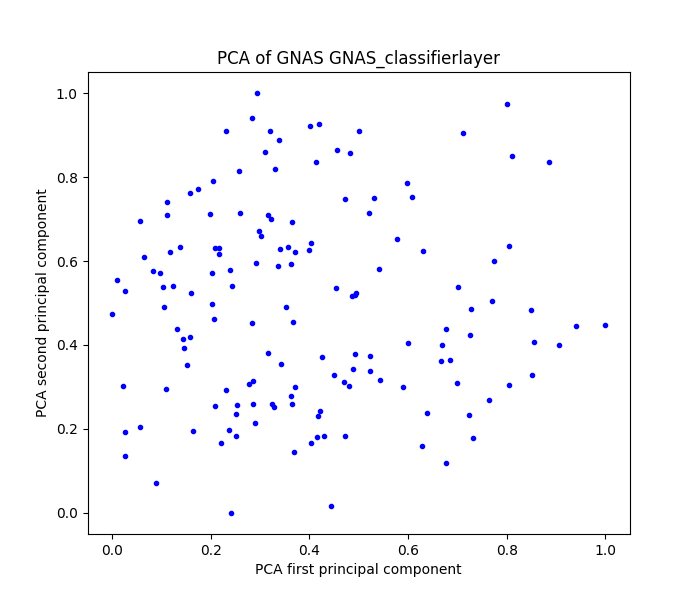 PCA of GNAS GNAS_classifierlayer
1.0
0.8
0.6
0.4
0.2
0.0
PCA second principal component
0.0 0.2 0.4 0.6 0.8 1.0
PCA first principal component